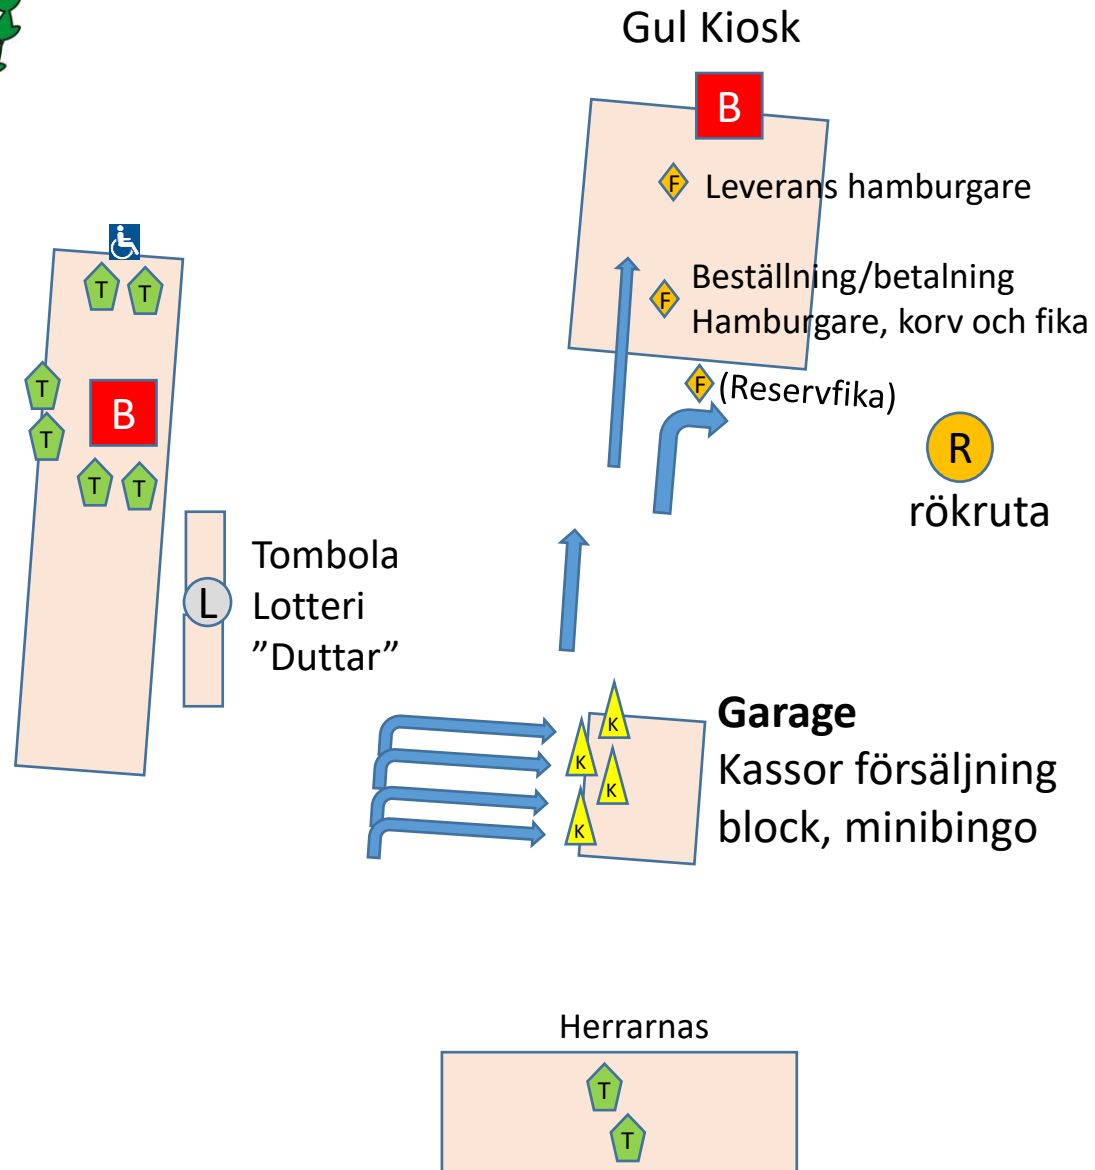 Gul Kiosk
B
F
Leverans hamburgare
F
Beställning/betalning
Hamburgare, korv och fika
F
(Reservfika)
R
rökruta
T
T
T
B
T
T
T
L
Tombola
Lotteri
”Duttar”
K
K
K
K
Garage
Kassor försäljning
block, minibingo
Herrarnas
T
T